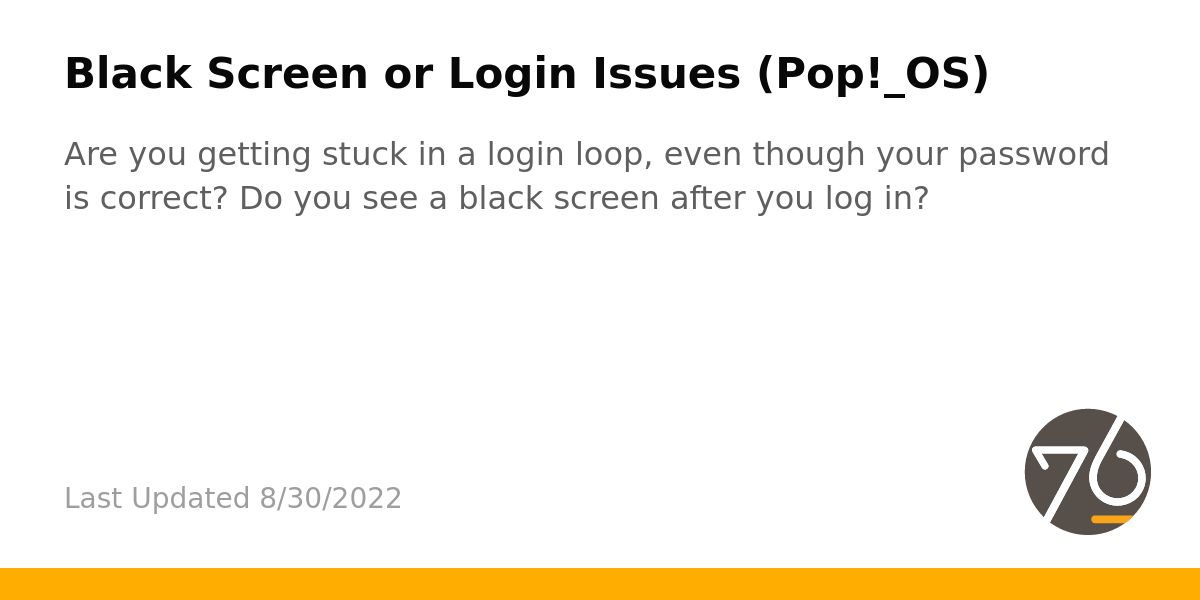 Black Screen or Login Issues (Pop!_OS)
Are you getting stuck in a login loop, even though your password
is correct? Do you see a black screen after you log in?
Last Updated 8/30/2022
76